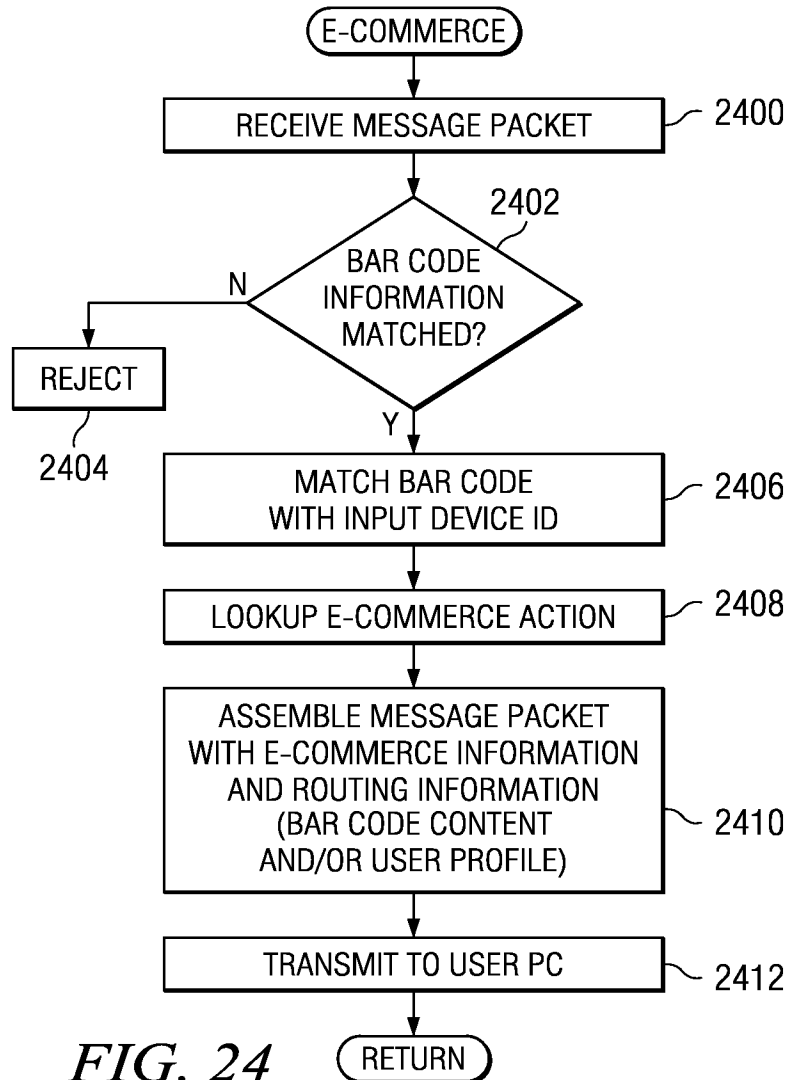 E-COMMERCE
RECEIVE MESSAGE PACKET
2400
2402
BAR CODE
INFORMATION
MATCHED?
N
REJECT
2404
Y
MATCH BAR CODE
WITH INPUT DEVICE ID
2406
LOOKUP E-COMMERCE ACTION
2408
ASSEMBLE MESSAGE PACKET
WITH E-COMMERCE INFORMATION
AND ROUTING INFORMATION
(BAR CODE CONTENT
AND/OR USER PROFILE)
2410
TRANSMIT TO USER PC
2412
FIG. 24
RETURN